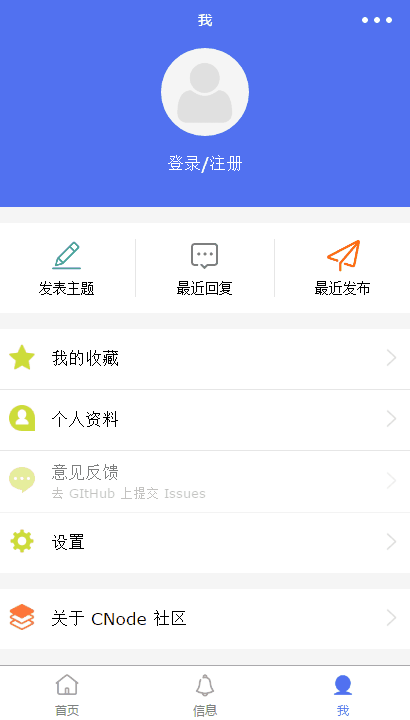 我
登录/注册
发表主题
最近回复
最近发布
我的收藏
个人资料
意见反馈
去 GItHub 上提交 Issues
设置
关于 CNode 社区
首页
信息
我